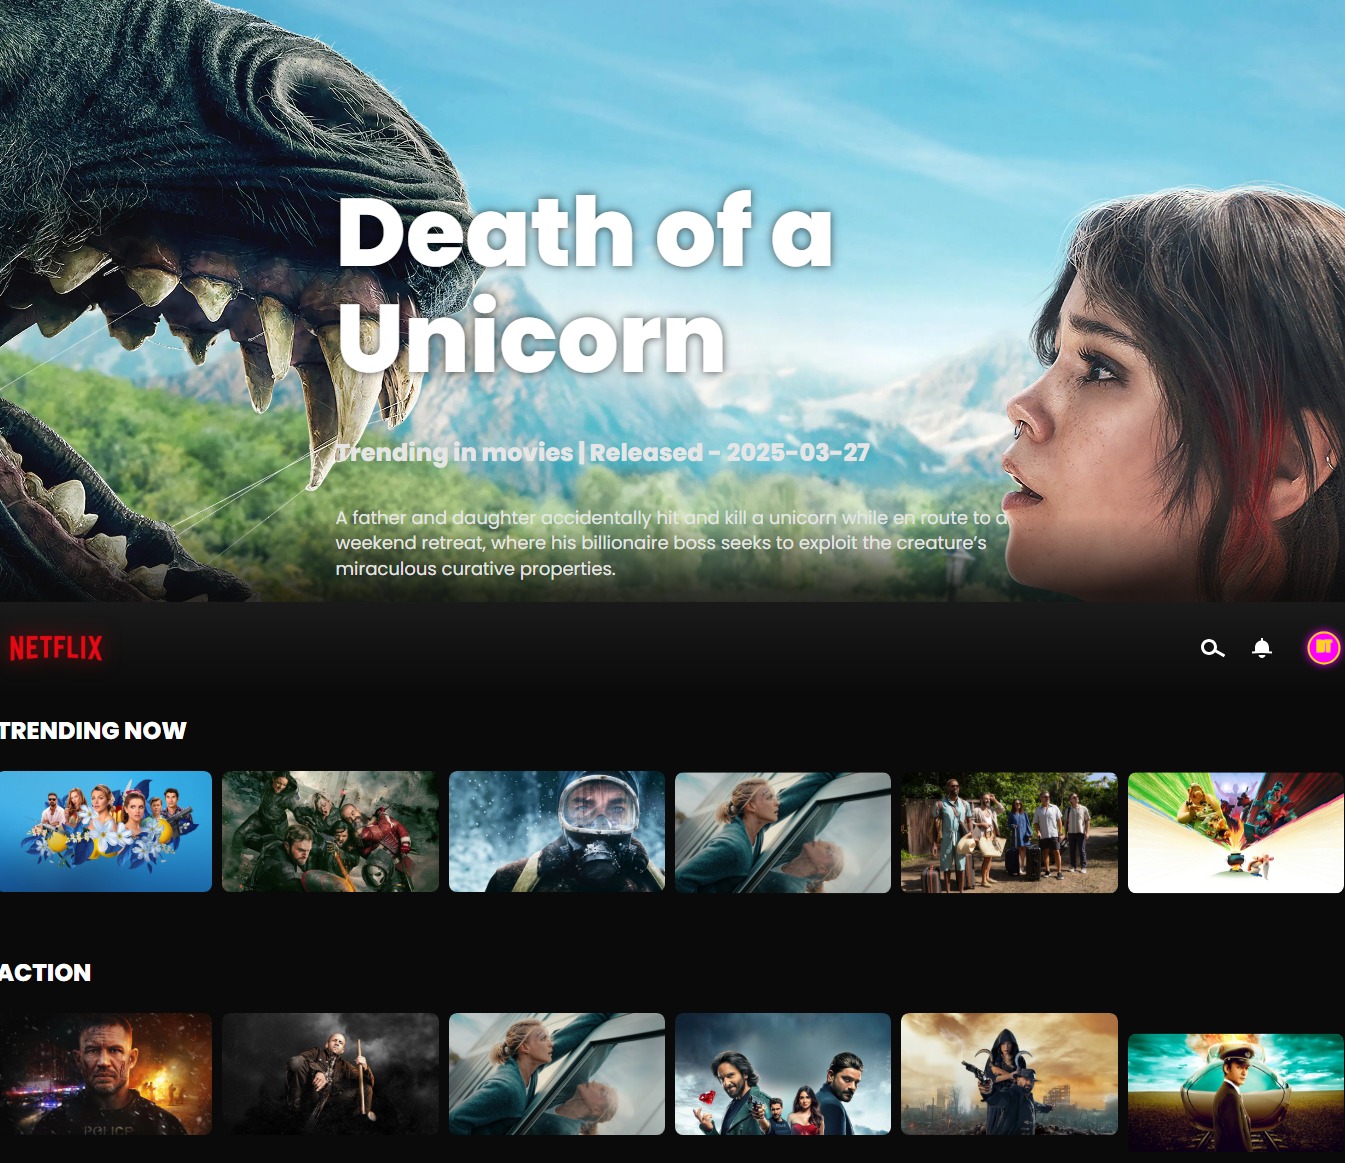 Death of a
Unicorn
Trending in movies | Released - 2025-03-27
A father and daughter accidentally hit and kill a unicorn while en route to a
weekend retreat, where his billionaire boss seeks to exploit the creature’s
miraculous curative properties.
NETFLIX
BT
TRENDING NOW
ACTION
POLICE